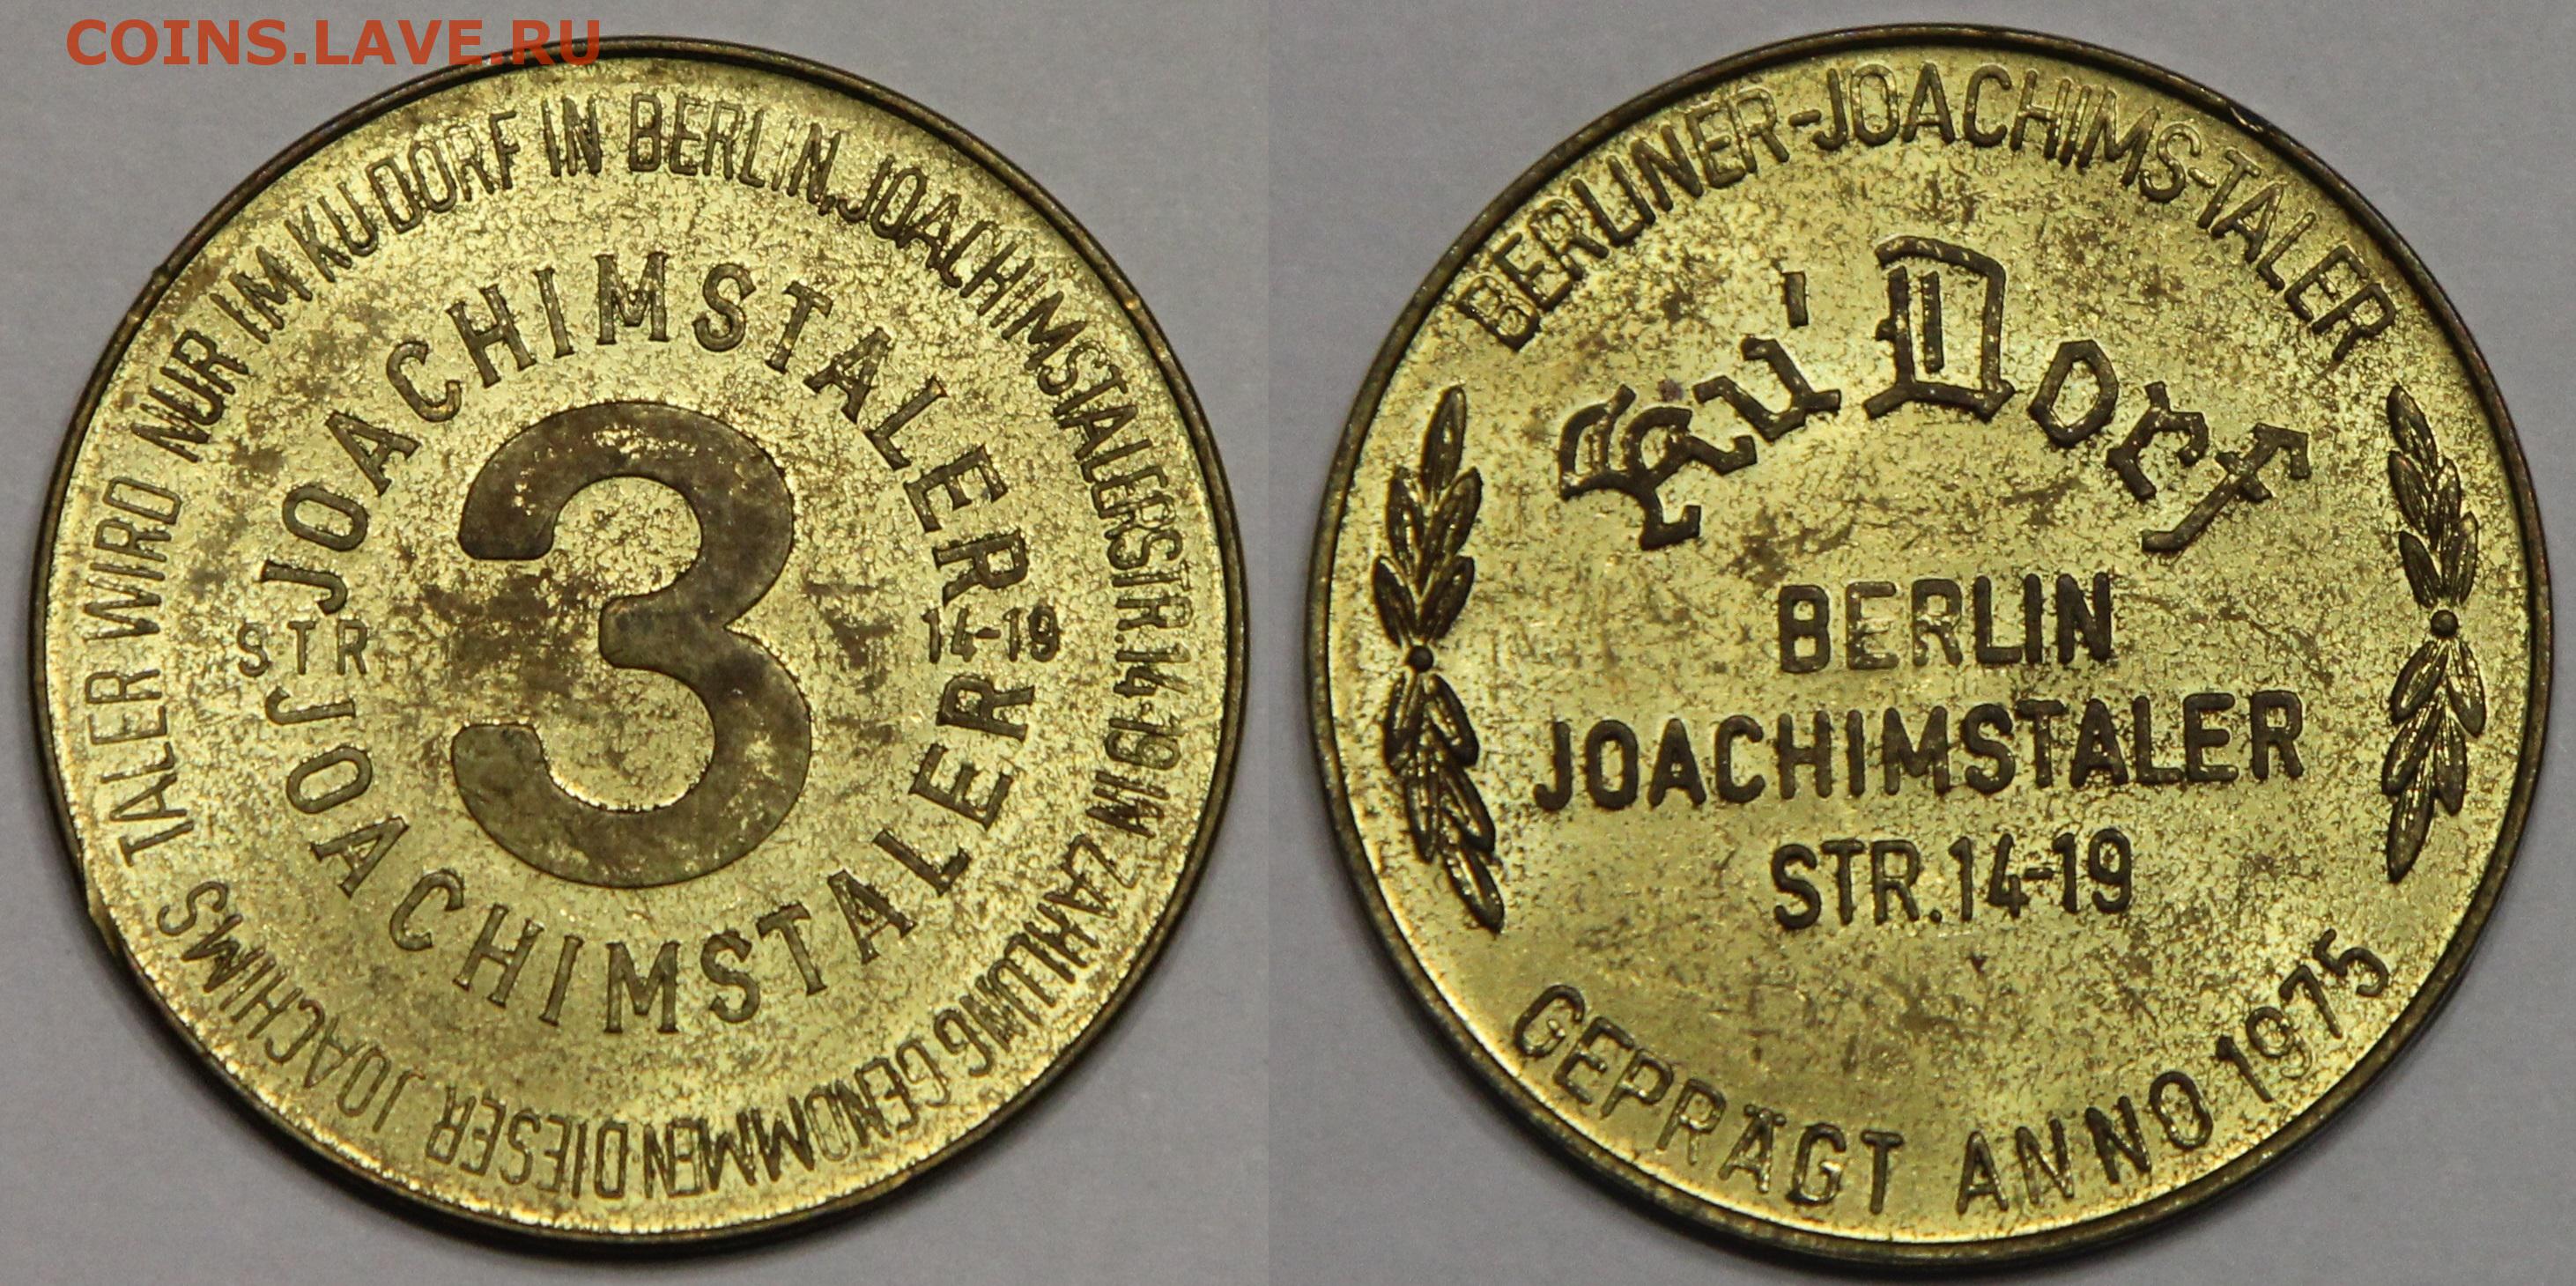 COINS.LAVE.RU
DIESER JOACHIMS TALER WIRD NUR IM KU DORF IN BERLIN, JOACHIMSTALERSTR. 14-19 IN ZAHLUNG GENOMMEN
JOACHIMSTALER
STR 3 14-19
JOACHIMSTALER
BERLINER-JOACHIMS-TALER
Ku'Dorf
BERLIN
JOACHIMSTALER
STR. 14-19
GEPRÄGT ANNO 1975